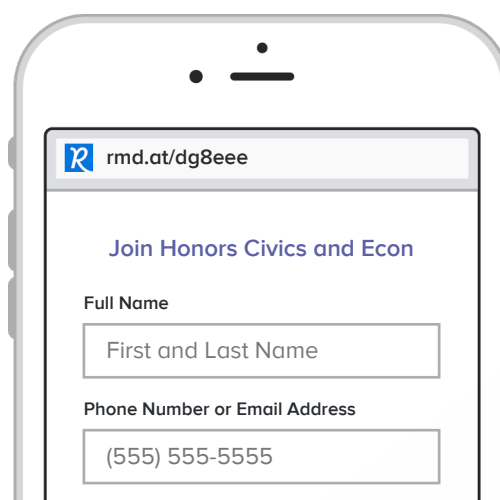 rmd.at/dg8eee
Join Honors Civics and Econ
Full Name
First and Last Name
Phone Number or Email Address
(555) 555-5555